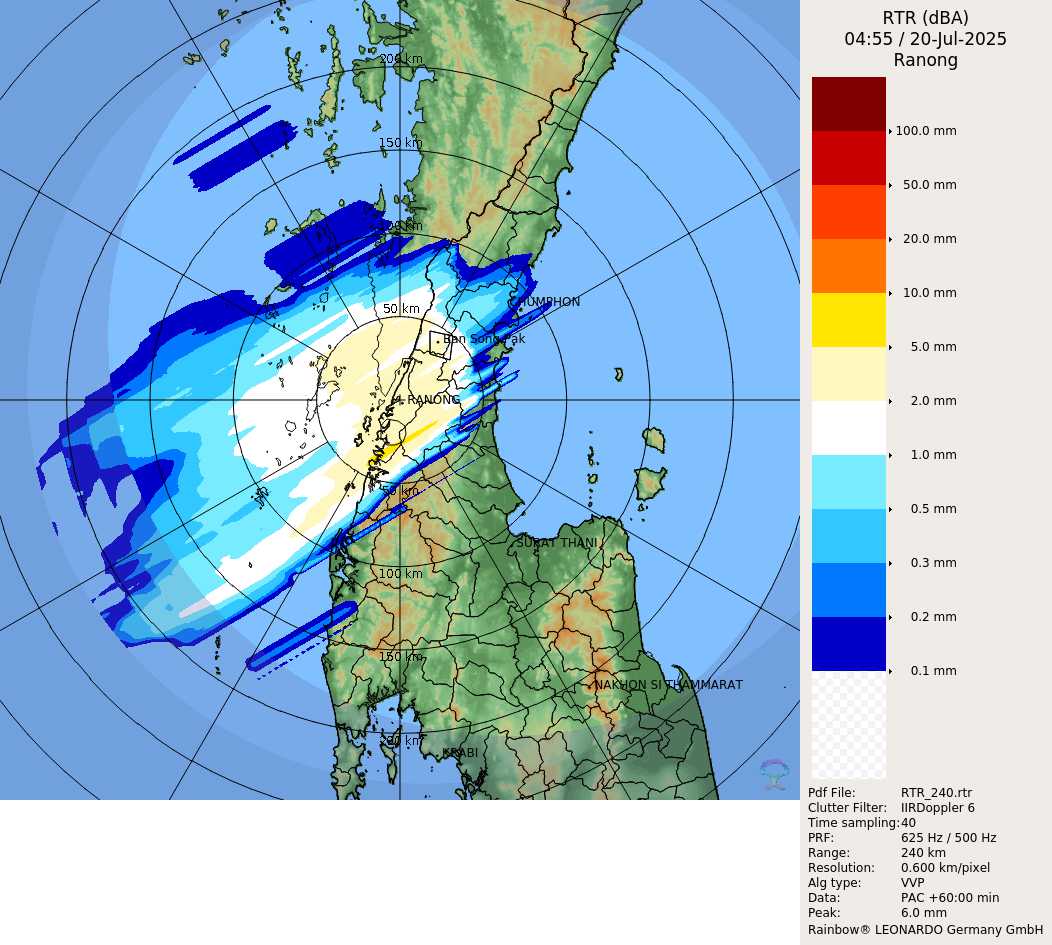 RTR (dBA)
04:55 / 20-Jul-2025
Ranong
200 km
150 km
100 km
50 km
CHUMPHON
Ban Song Pak
RANONG
50 km
SURAT THANI
100 km
150 km
NAKHON SI THAMMARAT
200 km
KRABI
100.0 mm
50.0 mm
20.0 mm
10.0 mm
5.0 mm
2.0 mm
1.0 mm
0.5 mm
0.3 mm
0.2 mm
0.1 mm
Pdf File: RTR_240.rtr
Clutter Filter: IIRDoppler 6
Time sampling: 40
PRF: 625 Hz / 500 Hz
Range: 240 km
Resolution: 0.600 km/pixel
Alg type: VVP
Data: PAC +60:00 min
Peak: 6.0 mm
Rainbow® LEONARDO Germany GmbH